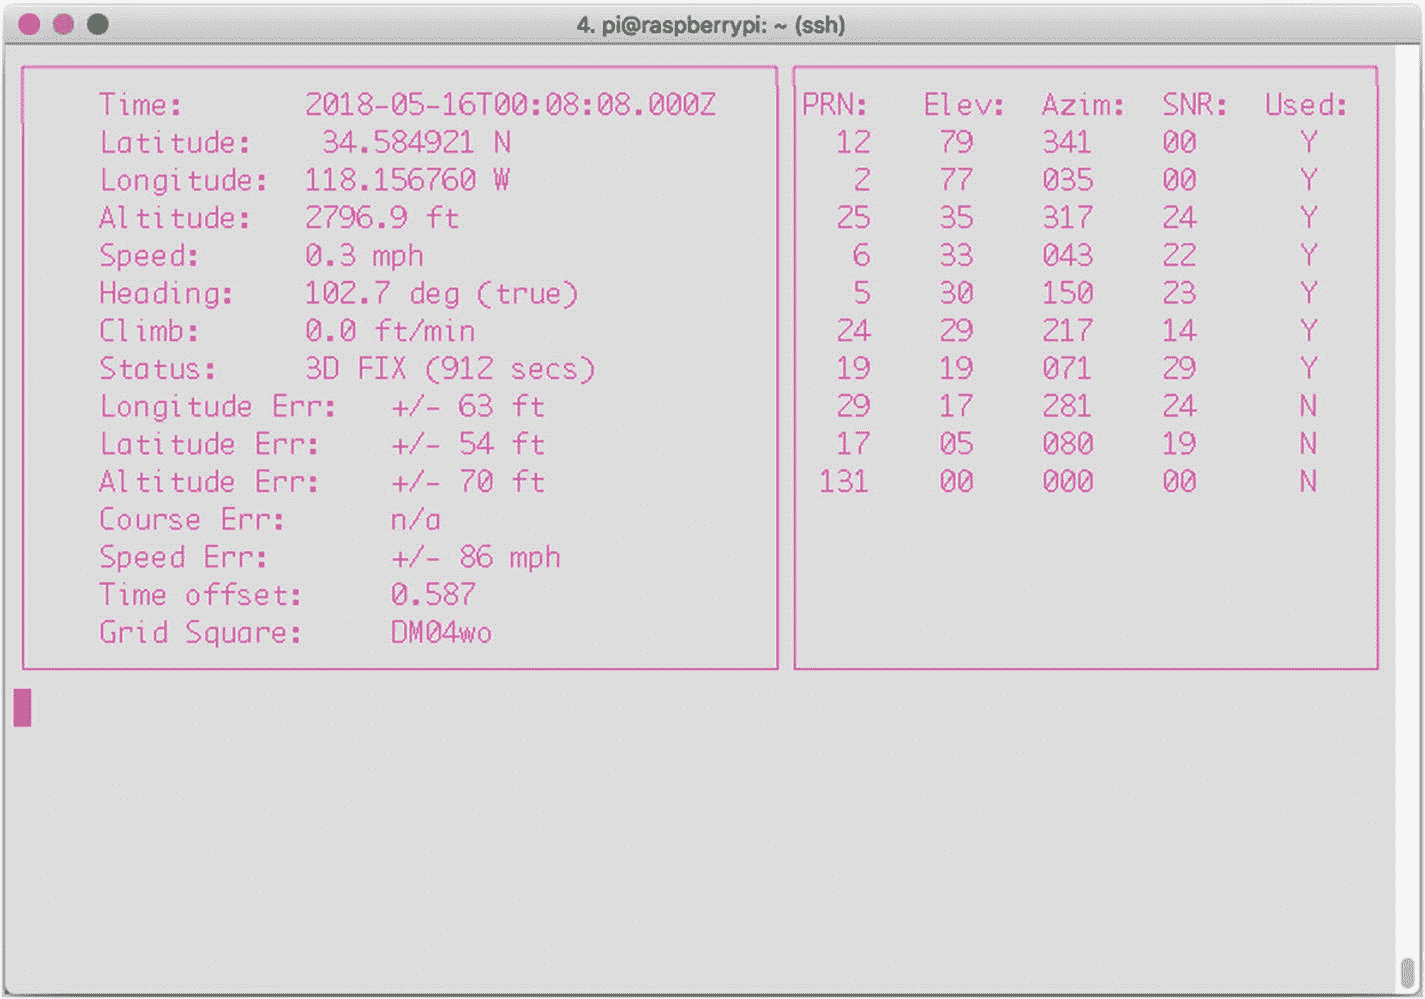 4. pi@raspberrypi: ~ (ssh)
Time: 2018-05-16T00:08:08.000Z
Latitude: 34.584921 N
Longitude: 118.156760 W
Altitude: 2796.9 ft
Speed: 0.3 mph
Heading: 102.7 deg (true)
Climb: 0.0 ft/min
Status: 3D FIX (912 secs)
Longitude Err: +/- 63 ft
Latitude Err: +/- 54 ft
Altitude Err: +/- 70 ft
Course Err: n/a
Speed Err: +/- 86 mph
Time offset: 0.587
Grid Square: DM04wo
PRN: Elev: Azim: SNR: Used:
12 79 341 00 Y
2 77 035 00 Y
25 35 317 24 Y
6 33 043 22 Y
5 30 150 23 Y
24 29 217 14 Y
19 19 071 29 Y
29 17 281 24 N
17 05 080 19 N
131 00 000 00 N